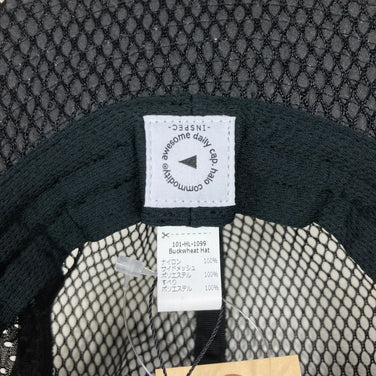 -INSPEC-
awesome daily cap. halo commodity®
101-HL-1099
Buckwheat Hat
ナイロン 100%
ワイドメッシュ
ポリエステル 100%
すべり
ポリエステル 100%